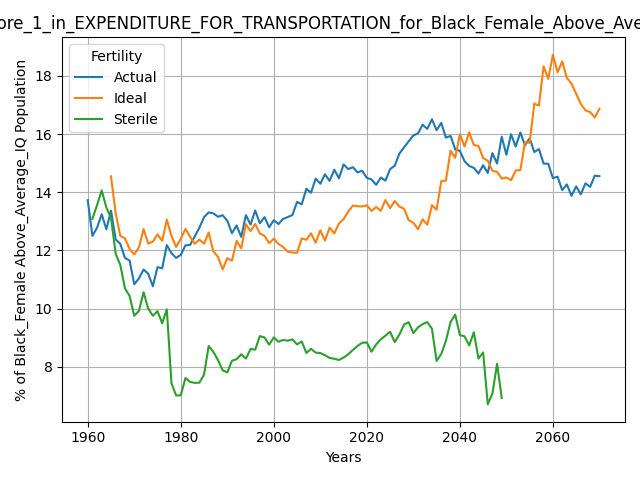 ore_1_in_EXPENDITURE_FOR_TRANSPORTATION_for_Black_Female_Above_Ave
Fertility
Actual
Ideal
Sterile
% of Black_Female Above_Average_IQ Population
18
16
14
12
10
8
1960 1980 2000 2020 2040 2060
Years